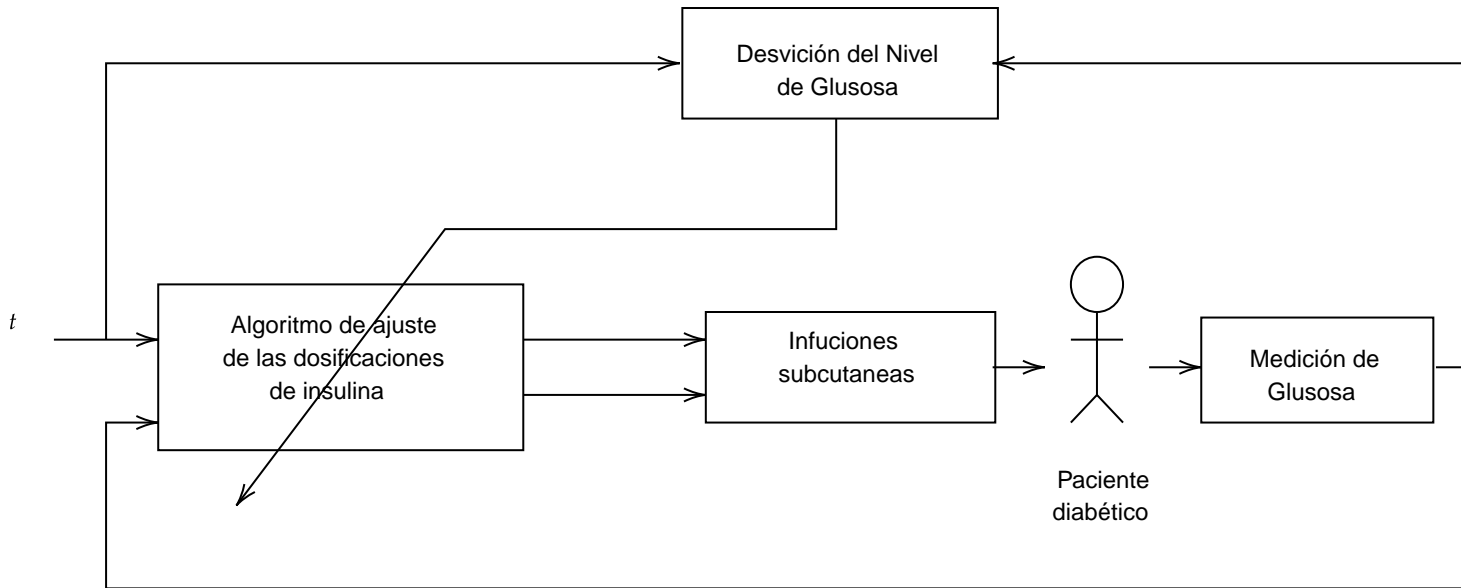 Desvición del Nivel
de Glusosa
t
Algoritmo de ajuste
de las dosificaciones
de insulina
Infuciones
subcutaneas
Medición de
Glusosa
Paciente
diabético